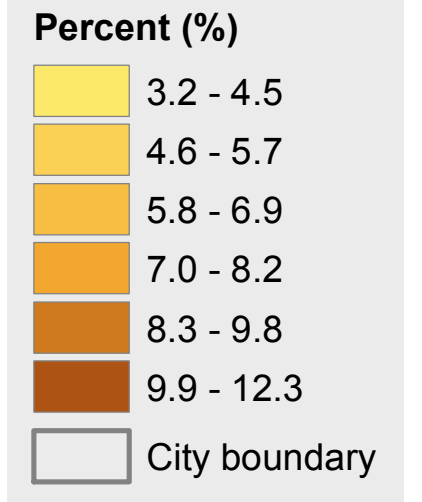 Percent (%)
3.2 - 4.5
4.6 - 5.7
5.8 - 6.9
7.0 - 8.2
8.3 - 9.8
9.9 - 12.3
City boundary